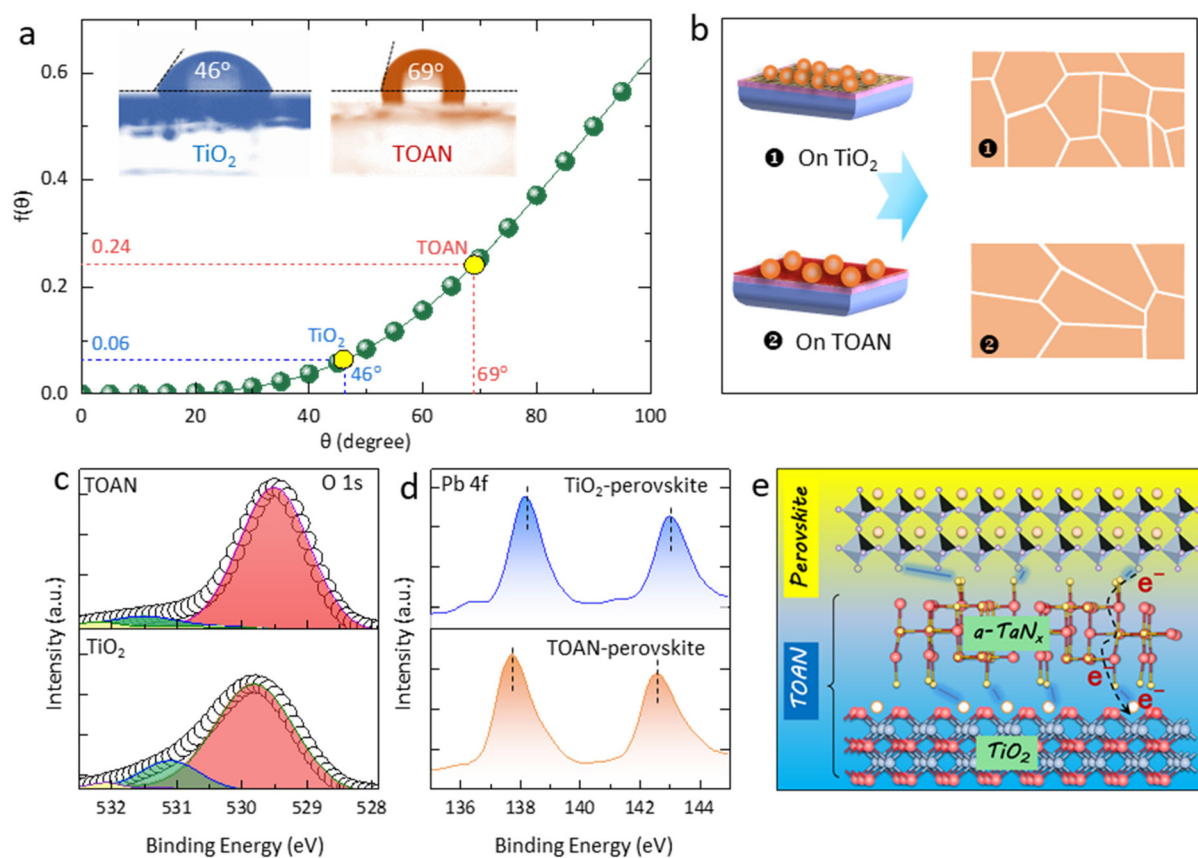 a
46°
69°
TiO₂
TOAN
f(θ)
0.6
0.4
0.2
0.0
0.24
TOAN
0.06
TiO₂
46°
69°
0
20
40
60
80
100
θ (degree)
b
❶ On TiO₂
❷ On TOAN
❶
❷
c
TOAN
O 1s
TiO₂
Intensity (a.u.)
532
531
530
529
528
Binding Energy (eV)
d
Pb 4f
TiO₂-perovskite
TOAN-perovskite
Intensity (a.u.)
136
138
140
142
144
Binding Energy (eV)
e
Perovskite
e⁻
a-TaNₓ
TOAN
e⁻
e⁻
TiO₂